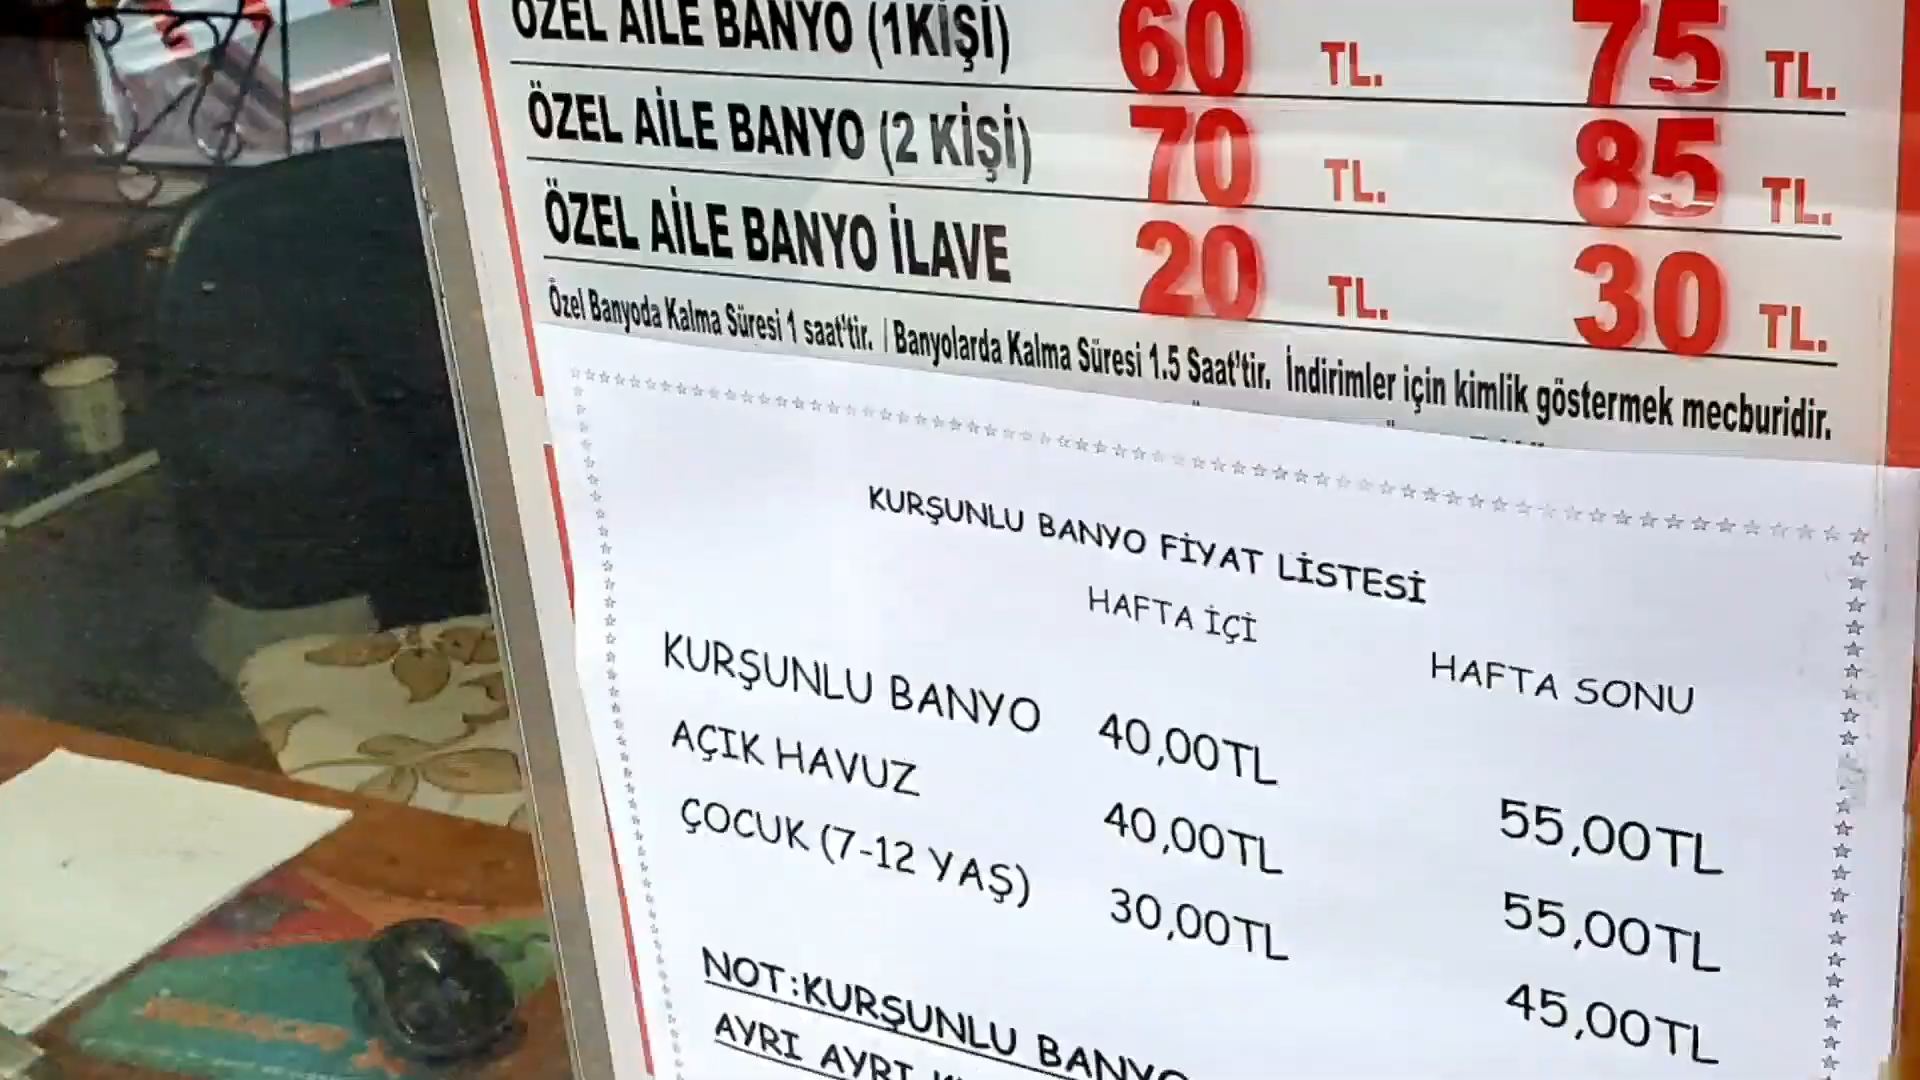 ÖZEL AİLE BANYO (1KİŞİ) 60 TL. 75 TL.
ÖZEL AİLE BANYO (2 KİŞİ) 70 TL. 85 TL.
ÖZEL AİLE BANYO İLAVE 20 TL. 30 TL.
Özel Banyoda Kalma Süresi 1 saat'tir. | Banyolarda Kalma Süresi 1.5 Saat'tir. İndirimler için kimlik göstermek mecburidir.
KURŞUNLU BANYO FİYAT LİSTESİ
HAFTA İÇİ HAFTA SONU
KURŞUNLU BANYO 40,00TL 55,00TL
AÇIK HAVUZ 40,00TL 55,00TL
ÇOCUK (7-12 YAŞ) 30,00TL 45,00TL
NOT:KURŞUNLU BANYO
AYRI AYRI